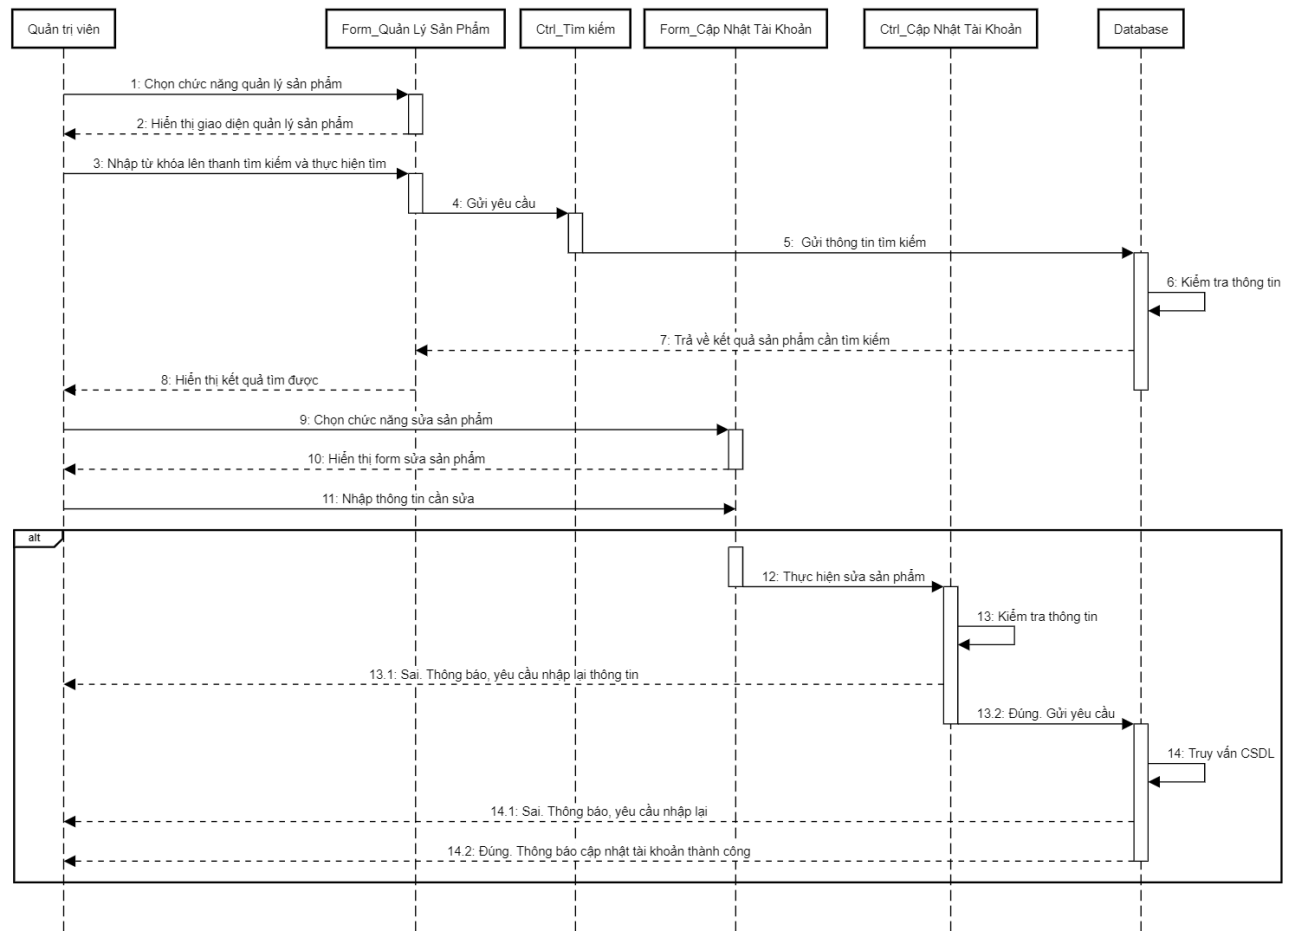 Quản trị viên
Form_Quản Lý Sản Phẩm
Ctrl_Tìm kiếm
Form_Cập Nhật Tài Khoản
Ctrl_Cập Nhật Tài Khoản
Database
1: Chọn chức năng quản lý sản phẩm
2: Hiển thị giao diện quản lý sản phẩm
3: Nhập từ khóa lên thanh tìm kiếm và thực hiện tìm
4: Gửi yêu cầu
5: Gửi thông tin tìm kiếm
6: Kiểm tra thông tin
7: Trả về kết quả sản phẩm cần tìm kiếm
8: Hiển thị kết quả tìm được
9: Chọn chức năng sửa sản phẩm
10: Hiển thị form sửa sản phẩm
11: Nhập thông tin cần sửa
alt
12: Thực hiện sửa sản phẩm
13: Kiểm tra thông tin
13.1: Sai. Thông báo, yêu cầu nhập lại thông tin
13.2: Đúng. Gửi yêu cầu
14: Truy vấn CSDL
14.1: Sai. Thông báo, yêu cầu nhập lại
14.2: Đúng. Thông báo cập nhật tài khoản thành công